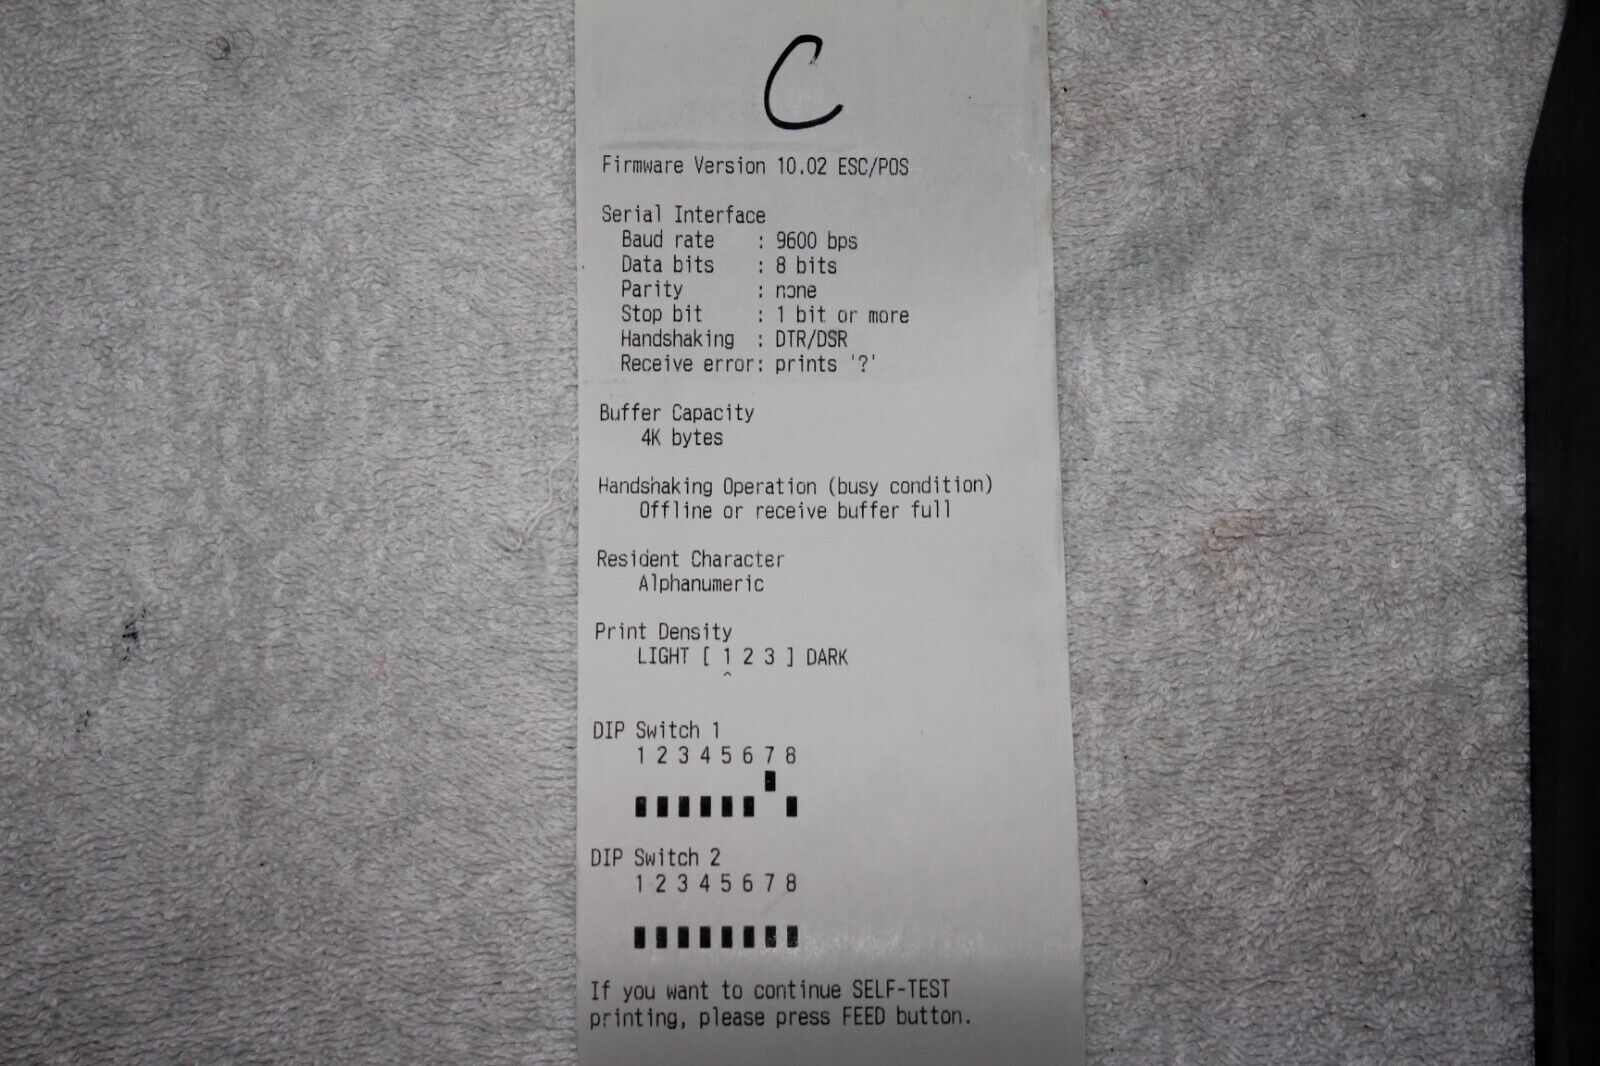 C
Firmware Version 10.02 ESC/POS
Serial Interface
Baud rate : 9600 bps
Data bits : 8 bits
Parity : none
Stop bit : 1 bit or more
Handshaking : DTR/DSR
Receive error: prints '?'
Buffer Capacity
4K bytes
Handshaking Operation (busy condition)
Offline or receive buffer full
Resident Character
Alphanumeric
Print Density
LIGHT [ 1 2 3 ] DARK
^
DIP Switch 1
1 2 3 4 5 6 7 8
DIP Switch 2
1 2 3 4 5 6 7 8
If you want to continue SELF-TEST
printing, please press FEED button.